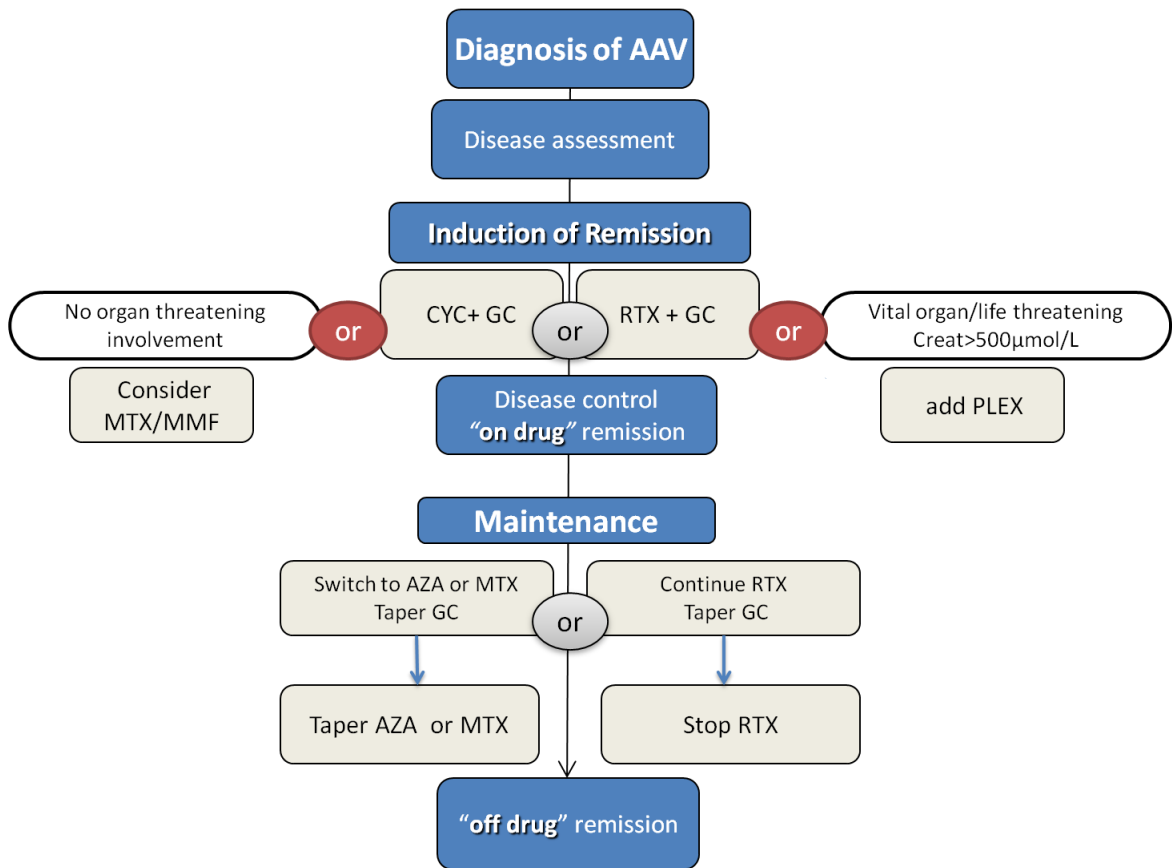 Diagnosis of AAV
Disease assessment
Induction of Remission
No organ threatening
involvement
or
CYC+ GC
or
RTX + GC
or
Vital organ/life threatening
Creat>500µmol/L
Consider
MTX/MMF
Disease control
“on drug” remission
add PLEX
Maintenance
Switch to AZA or MTX
Taper GC
or
Continue RTX
Taper GC
Taper AZA  or MTX
Stop RTX
“off drug” remission